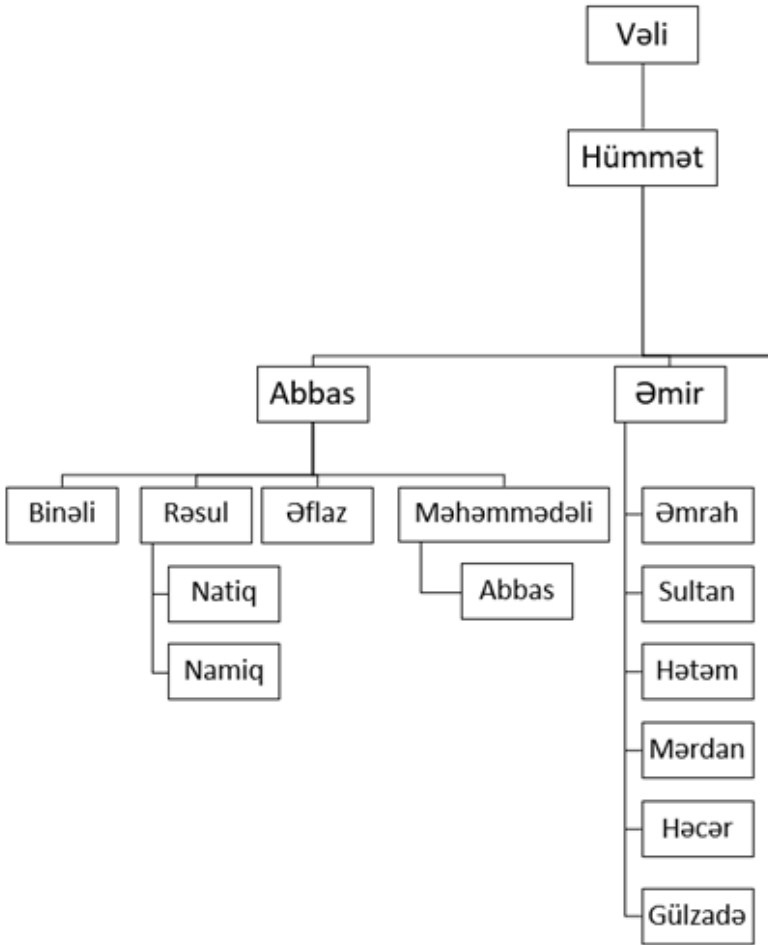 Vəli
Hümmət
Abbas
Əmir
Binəli
Rəsul
Əflaz
Məhəmmədəli
Əmrah
Natiq
Abbas
Sultan
Namiq
Hətəm
Mərdan
Həcər
Gülzadə